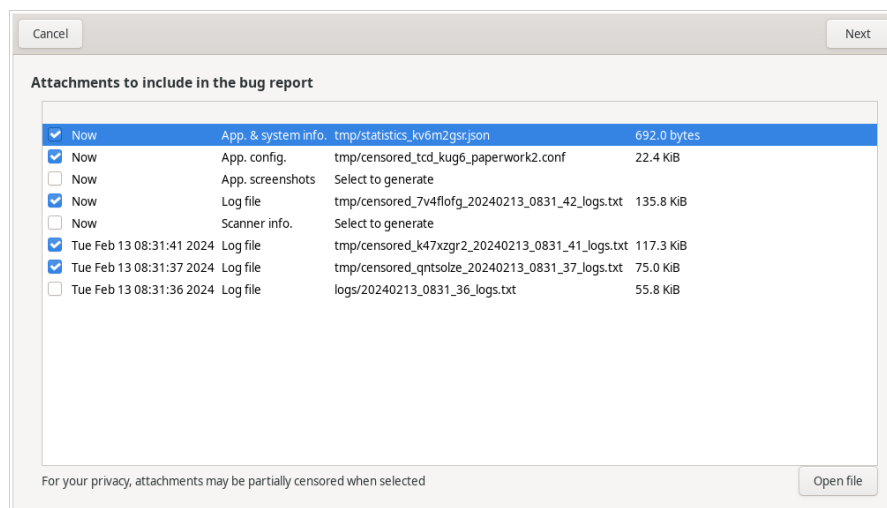 Cancel Next
Attachments to include in the bug report
Now App. & system info. tmp/statistics_kv6m2gsr.json 692.0 bytes
Now App. config. tmp/censored_tcd_kug6_paperwork2.conf 22.4 KiB
Now App. screenshots Select to generate
Now Log file tmp/censored_7v4flofg_20240213_0831_42_logs.txt 135.8 KiB
Now Scanner info. Select to generate
Tue Feb 13 08:31:41 2024 Log file tmp/censored_k47xzgr2_20240213_0831_41_logs.txt 117.3 KiB
Tue Feb 13 08:31:37 2024 Log file tmp/censored_qntsolze_20240213_0831_37_logs.txt 75.0 KiB
Tue Feb 13 08:31:36 2024 Log file logs/20240213_0831_36_logs.txt 55.8 KiB
For your privacy, attachments may be partially censored when selected Open file